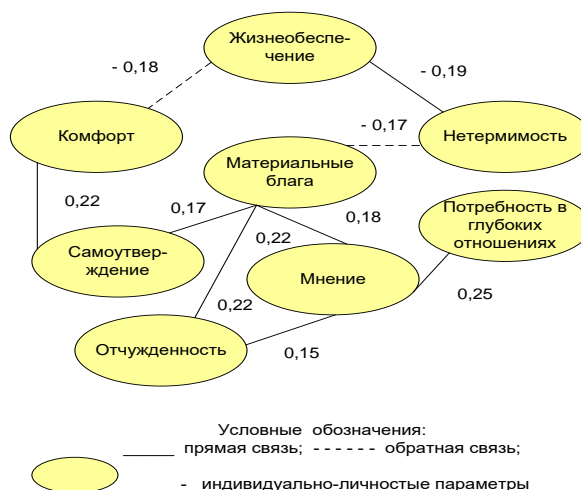 Жизнеобеспе-
чение
- 0,18
- 0,19
Комфорт
- 0,17
Нетермимость
Материальные
блага
0,22
0,17
0,18
Потребность в
глубоких
отношениях
Самоутвер-
ждение
0,22
Мнение
0,22
0,25
Отчужденность
0,15
Условные обозначения:
прямая связь; - - - - - - обратная связь;
- индивидуально-личностые параметры